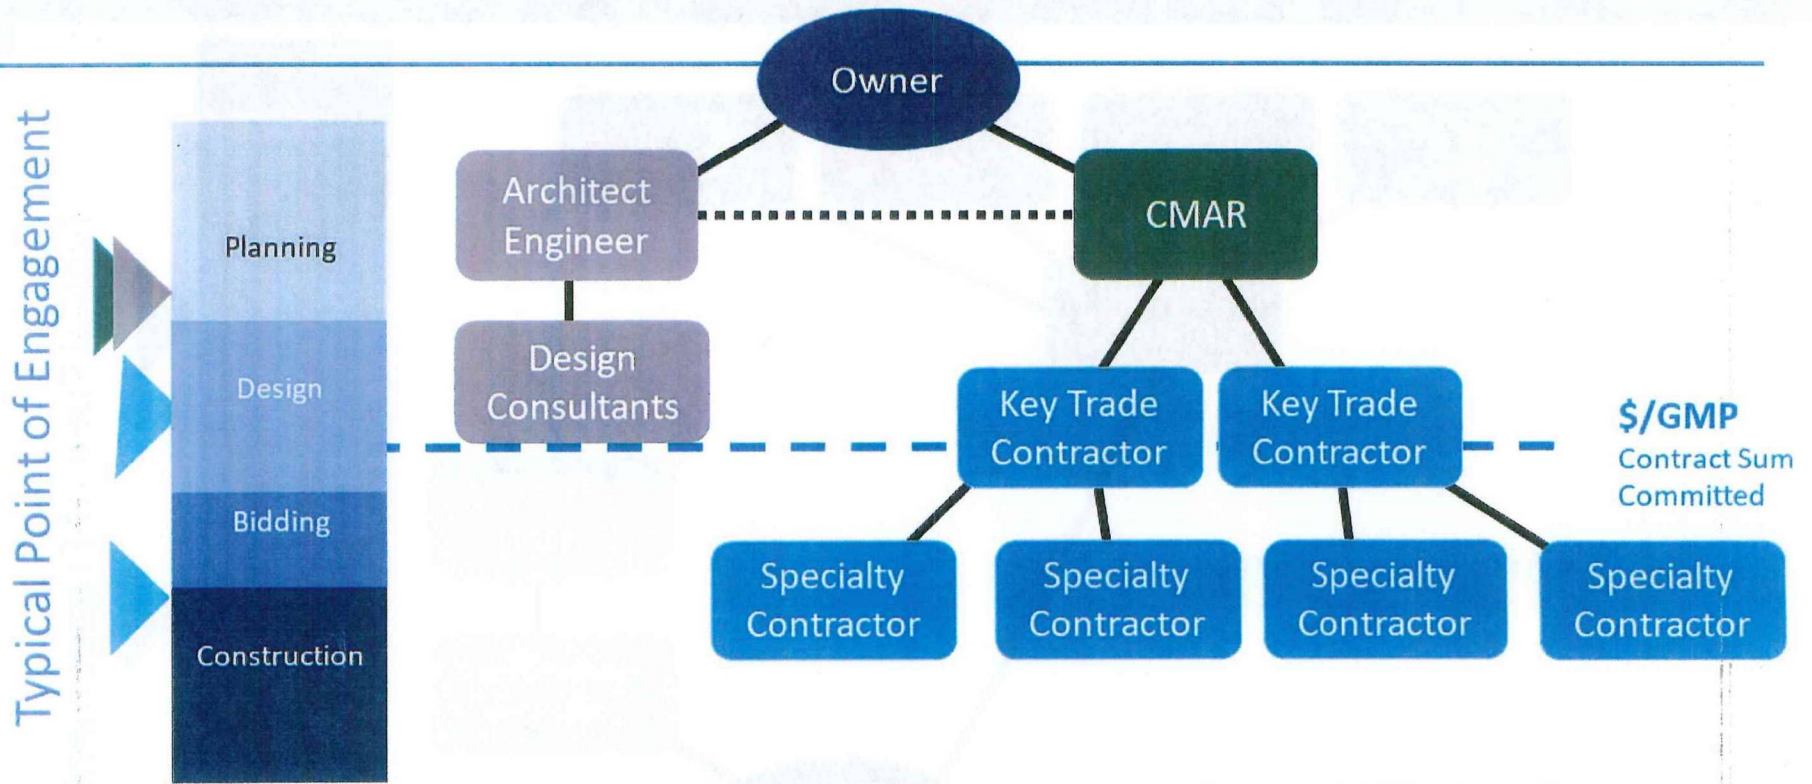 Typical Point of Engagement
Planning
Design
Bidding
Construction
Owner
Architect
Engineer
CMAR
Design
Consultants
Key Trade
Contractor
Key Trade
Contractor
$/GMP
Contract Sum
Committed
Specialty
Contractor
Specialty
Contractor
Specialty
Contractor
Specialty
Contractor